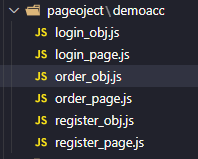 pageoject\demoacc
JS login_obj.js
JS login_page.js
JS order_obj.js
JS order_page.js
JS register_obj.js
JS register_page.js